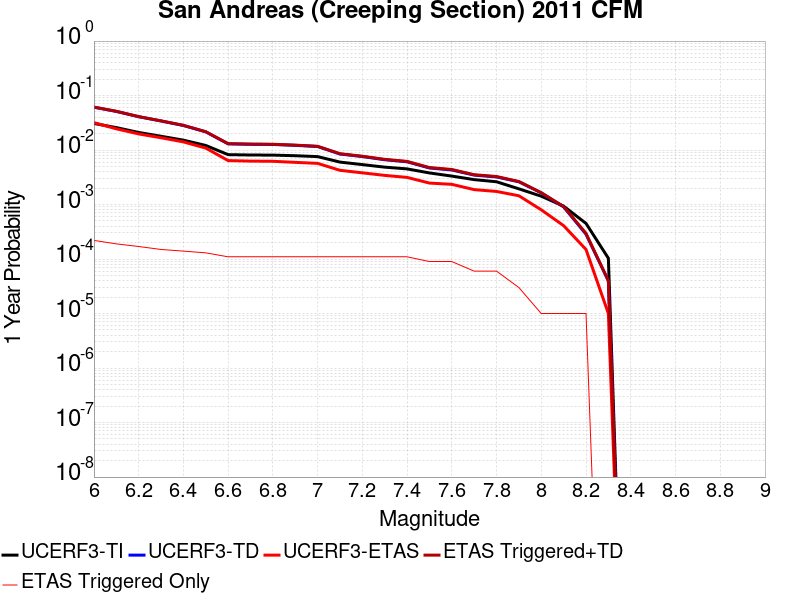 San Andreas (Creeping Section) 2011 CFM
10^0
10^-1
10^-2
10^-3
10^-4
10^-5
10^-6
10^-7
10^-8
1 Year Probability
6 6.2 6.4 6.6 6.8 7 7.2 7.4 7.6 7.8 8 8.2 8.4 8.6 8.8 9
Magnitude
UCERF3-TI UCERF3-TD UCERF3-ETAS ETAS Triggered+TD
ETAS Triggered Only